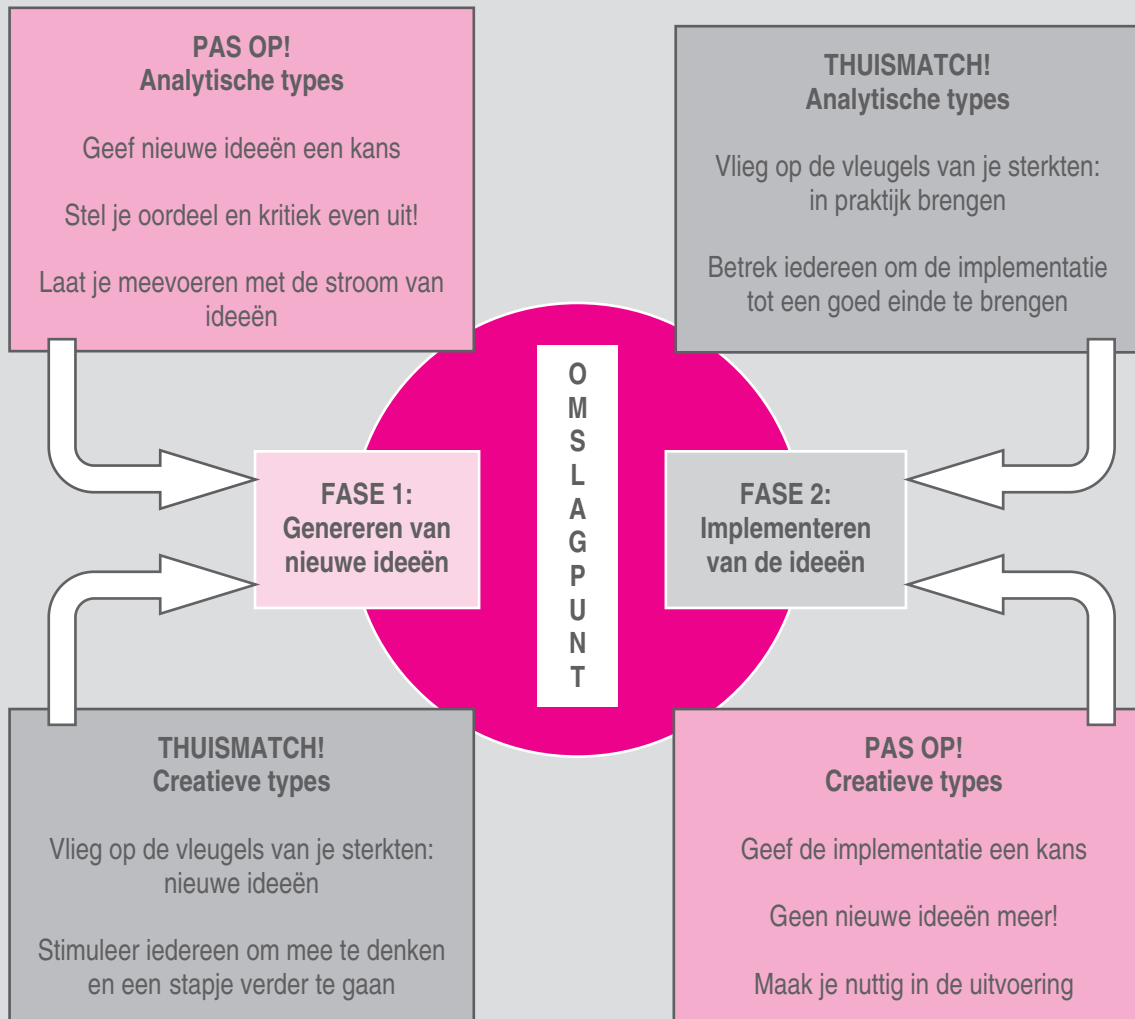 PAS OP!
Analytische types
Geef nieuwe ideeën een kans
Stel je oordeel en kritiek even uit!
Laat je meevoeren met de stroom van
ideeën
THUISMATCH!
Analytische types
Vlieg op de vleugels van je sterkten:
in praktijk brengen
Betrek iedereen om de implementatie
tot een goed einde te brengen
FASE 1:
Genereren van
nieuwe ideeën
O
M
S
L
A
G
P
U
N
T
FASE 2:
Implementeren
van de ideeën
THUISMATCH!
Creatieve types
Vlieg op de vleugels van je sterkten:
nieuwe ideeën
Stimuleer iedereen om mee te denken
en een stapje verder te gaan
PAS OP!
Creatieve types
Geef de implementatie een kans
Geen nieuwe ideeën meer!
Maak je nuttig in de uitvoering